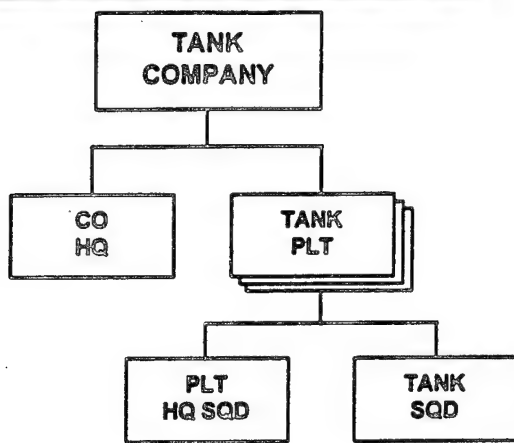 TANK
COMPANY
CO
HQ
TANK
PLT
PLT
HQ SQD
TANK
SQD